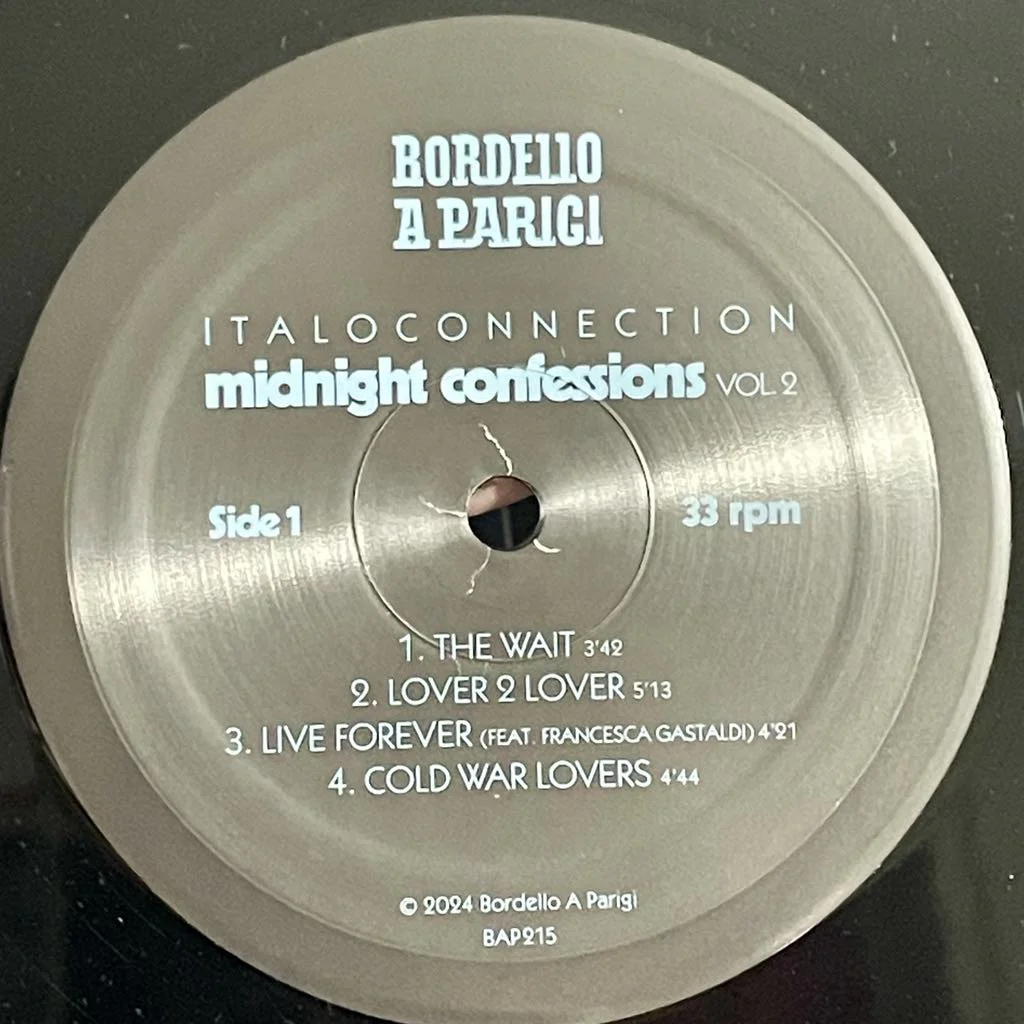 BORDELLO
A PARIGI
ITALOCONNECTION
midnight confessions VOL.2
Side 1
33 rpm
1. THE WAIT 3'42
2. LOVER 2 LOVER 5'13
3. LIVE FOREVER (FEAT. FRANCESCA GASTALDI) 4'21
4. COLD WAR LOVERS 4'44
© 2024 Bordello A Parigi
BAP215